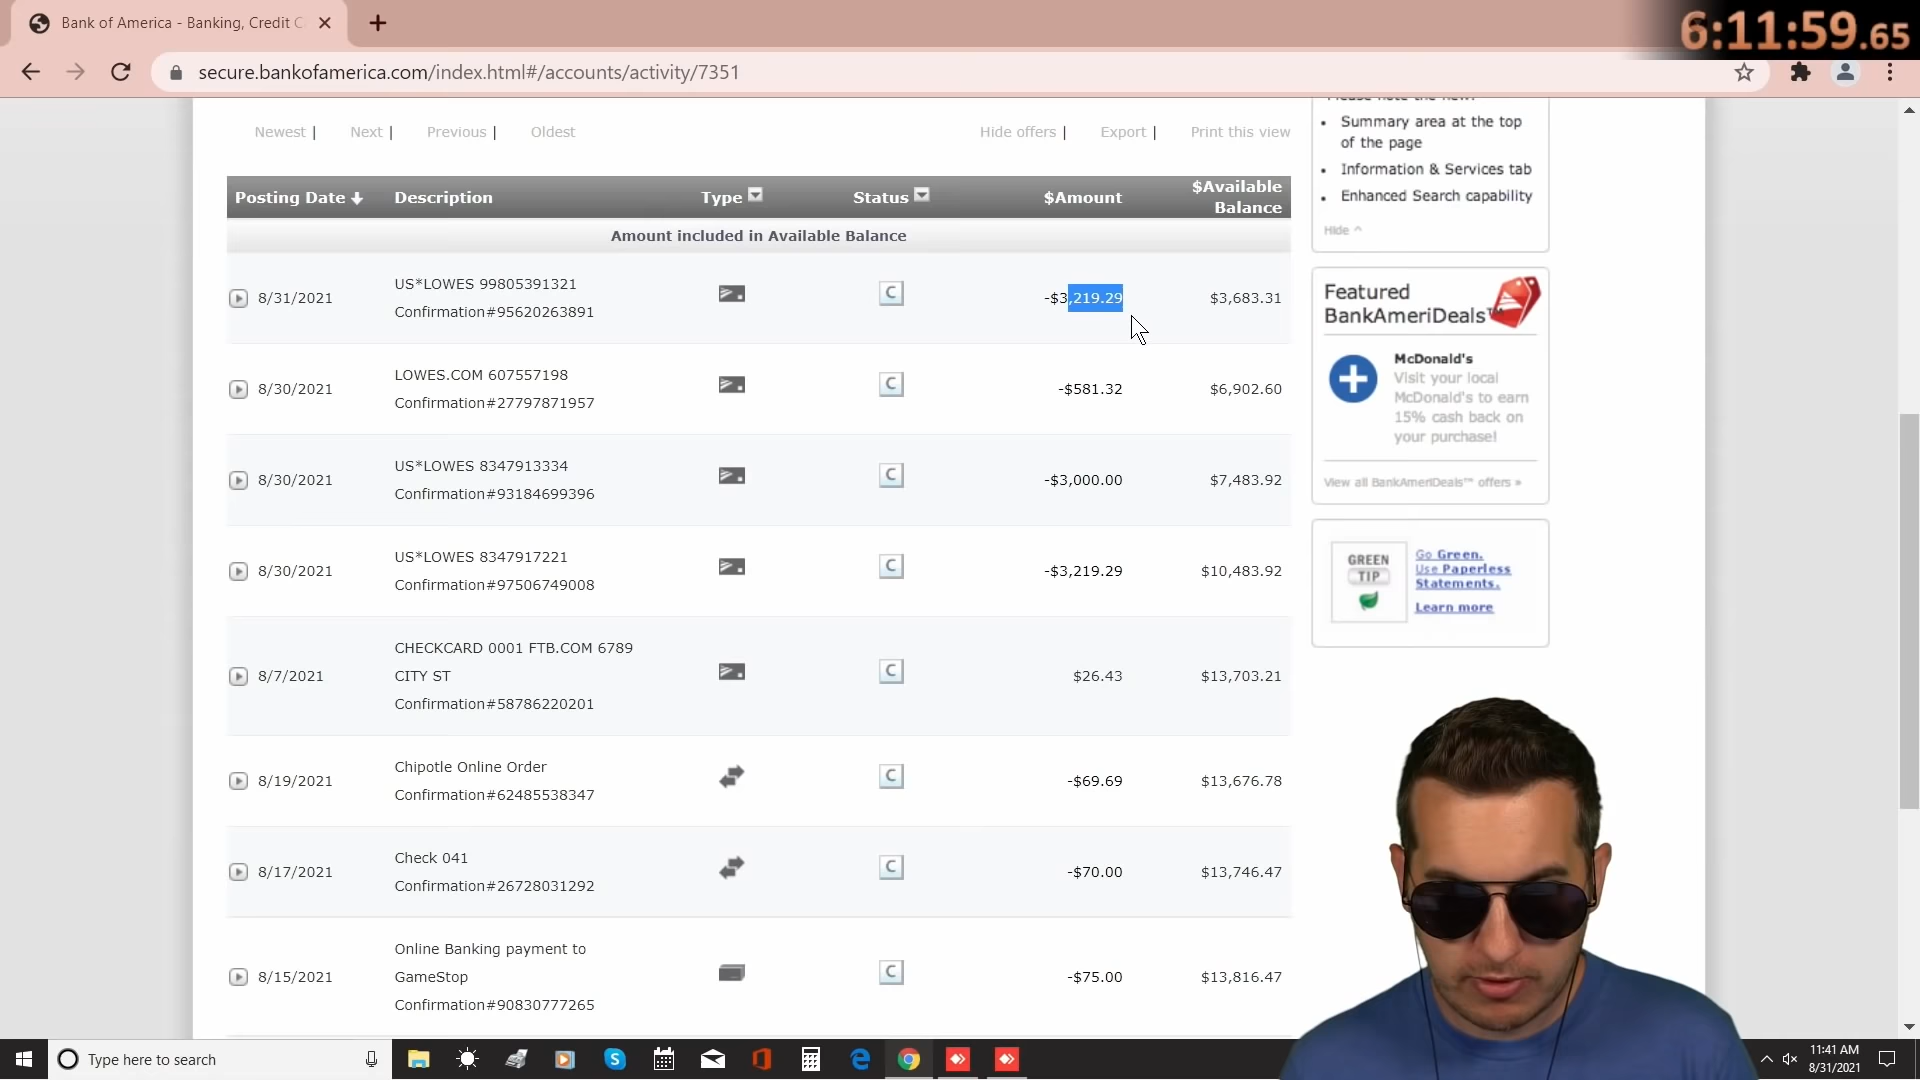 Bank of America - Banking, Credit C
6:11:59.65
secure.bankofamerica.com/index.html#/accounts/activity/7351
Newest | Next | Previous | Oldest
Hide offers | Export | Print this view
Posting Date Description Type Status $Amount $Available Balance
Amount included in Available Balance
8/31/2021 US*LOWES 99805391321 -$3,219.29 $3,683.31
Confirmation#95620263891
8/30/2021 LOWES.COM 607557198 -$581.32 $6,902.60
Confirmation#27797871957
8/30/2021 US*LOWES 8347913334 -$3,000.00 $7,483.92
Confirmation#93184699396
8/30/2021 US*LOWES 8347917221 -$3,219.29 $10,483.92
Confirmation#97506749008
8/7/2021 CHECKCARD 0001 FTB.COM 6789 $26.43 $13,703.21
CITY ST
Confirmation#58786220201
8/19/2021 Chipotle Online Order -$69.69 $13,676.78
Confirmation#62485538347
8/17/2021 Check 041 -$70.00 $13,746.47
Confirmation#26728031292
8/15/2021 Online Banking payment to -$75.00 $13,816.47
GameStop
Confirmation#90830777265
Please note the new:
Summary area at the top
of the page
Information & Services tab
Enhanced Search capability
Hide ^
Featured
BankAmeriDeals™
McDonald's
Visit your local
McDonald's to earn
15% cash back on
your purchase!
View all BankAmeriDeals™ offers »
GREEN
TIP
Go Green.
Use Paperless
Statements.
Learn more
Type here to search
11:41 AM
8/31/2021